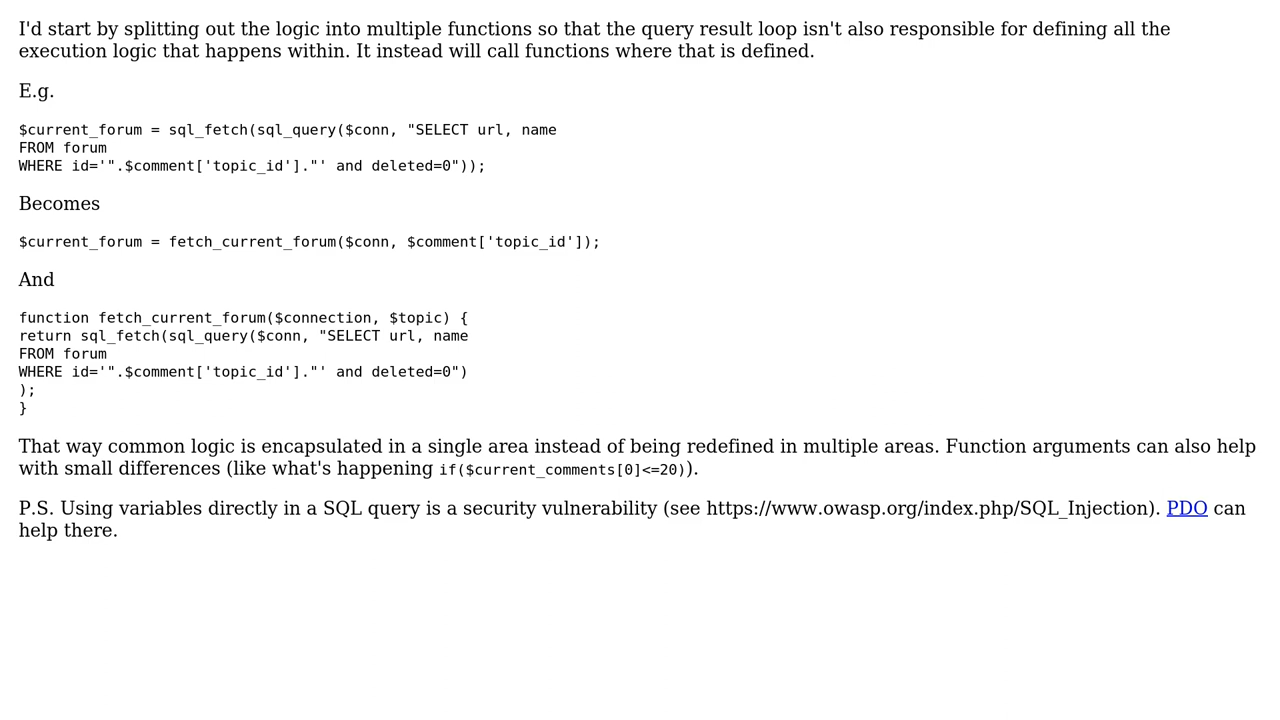 I'd start by splitting out the logic into multiple functions so that the query result loop isn't also responsible for defining all the
execution logic that happens within. It instead will call functions where that is defined.
E.g.
$current_forum = sql_fetch(sql_query($conn, "SELECT url, name
FROM forum
WHERE id='".$comment['topic_id']."' and deleted=0"));
Becomes
$current_forum = fetch_current_forum($conn, $comment['topic_id']);
And
function fetch_current_forum($connection, $topic) {
return sql_fetch(sql_query($conn, "SELECT url, name
FROM forum
WHERE id='".$comment['topic_id']."' and deleted=0")
);
}
That way common logic is encapsulated in a single area instead of being redefined in multiple areas. Function arguments can also help
with small differences (like what's happening if($current_comments[0]<=20)).
P.S. Using variables directly in a SQL query is a security vulnerability (see https://www.owasp.org/index.php/SQL_Injection). PDO can
help there.